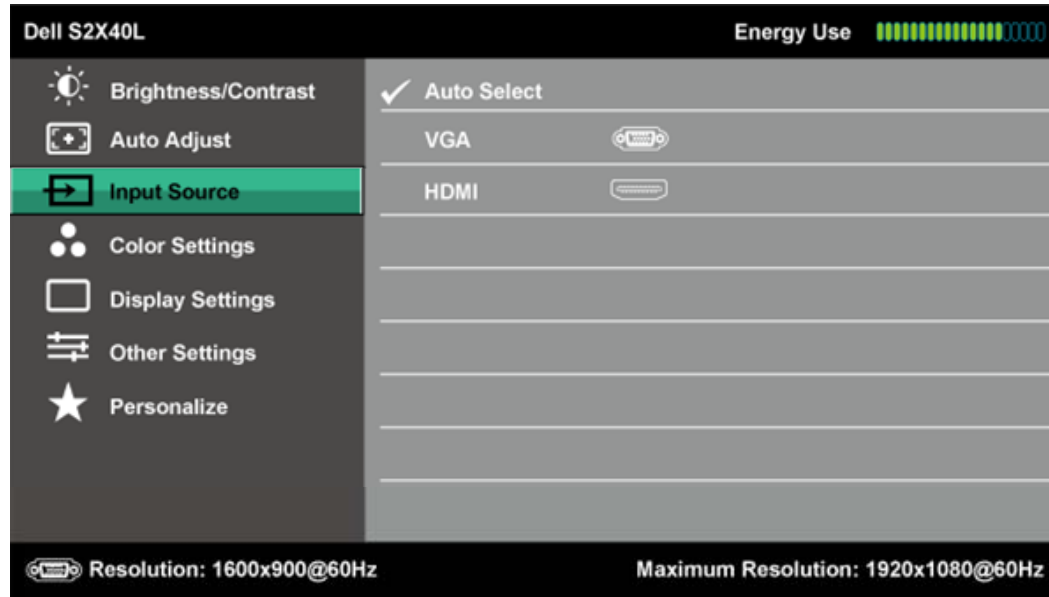 Dell S2X40L Energy Use
Brightness/Contrast
Auto Adjust
Input Source
Color Settings
Display Settings
Other Settings
Personalize
Auto Select
VGA
HDMI
Resolution: 1600x900@60Hz Maximum Resolution: 1920x1080@60Hz